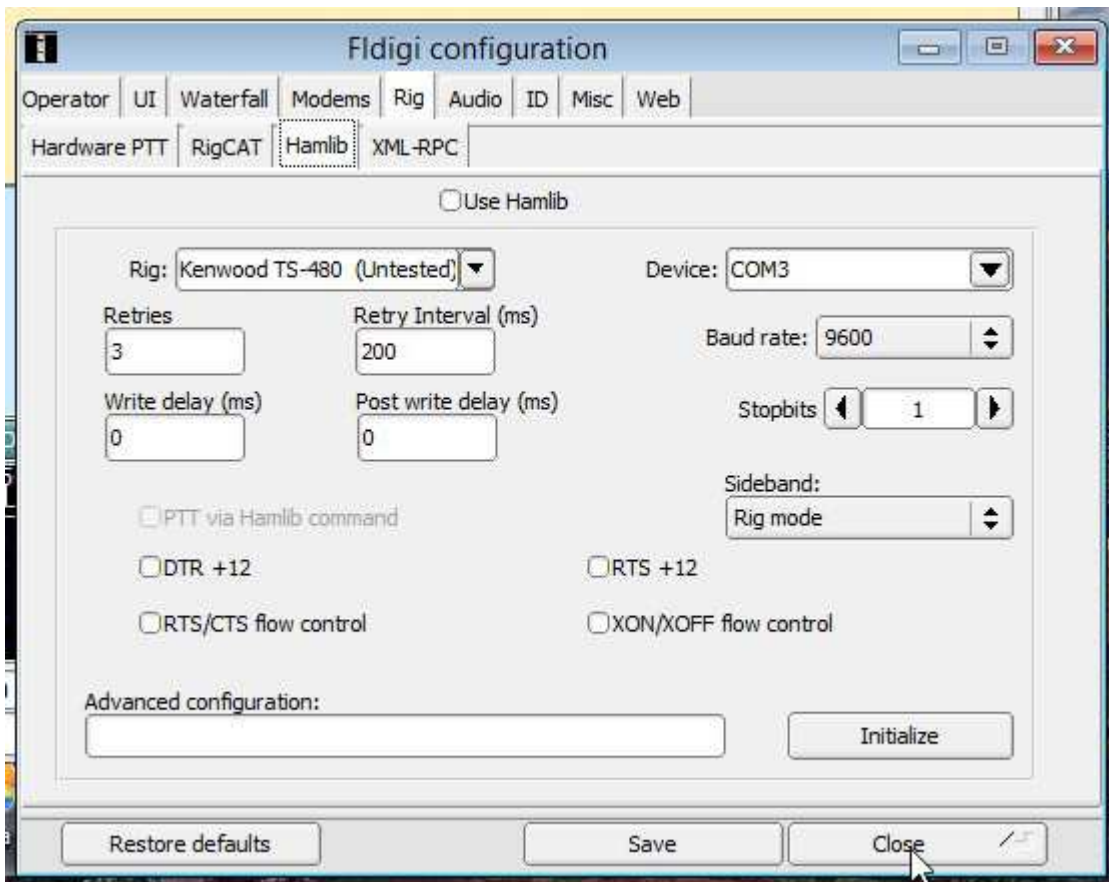 Fldigi configuration
Operator UI Waterfall Modems Rig Audio ID Misc Web
Hardware PTT RigCAT Hamlib XML-RPC
Use Hamlib
Rig: Kenwood TS-480 (Untested) Device: COM3
Retries Retry Interval (ms)
3 200 Baud rate: 9600
Write delay (ms) Post write delay (ms) Stopbits 1
0 0
Sideband:
PTT via Hamlib command Rig mode
DTR +12 RTS +12
RTS/CTS flow control XON/XOFF flow control
Advanced configuration:
Initialize
Restore defaults Save Close